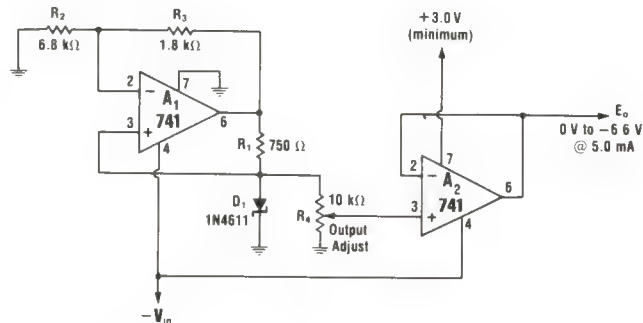 R2
6.8 kΩ
R3
1.8 kΩ
2
−
7
A1
741
6
3
+
4
R1
750 Ω
D1
1N4611
10 kΩ
R4
Output
Adjust
+3.0 V
(minimum)
2
−
7
A2
741
6
3
+
4
Eo
0 V to −6 6 V
@ 5.0 mA
−Vin